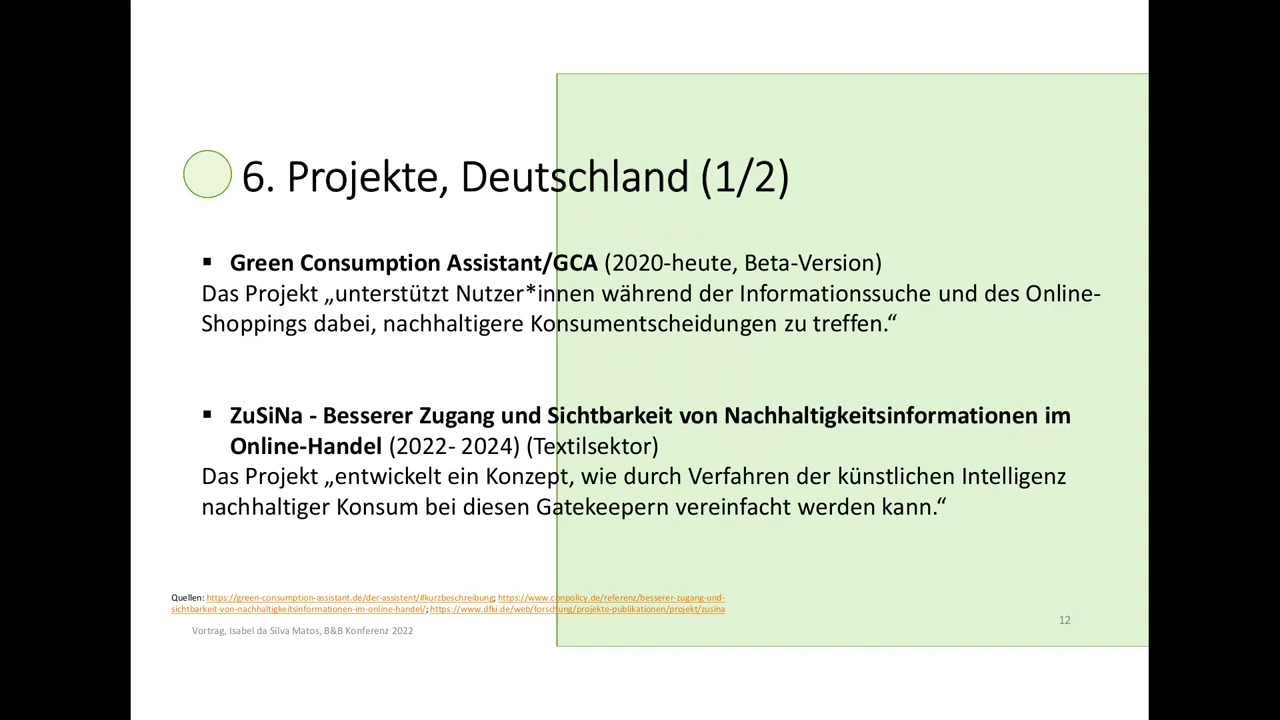 6. Projekte, Deutschland (1/2)
▪ Green Consumption Assistant/GCA (2020-heute, Beta-Version)
Das Projekt „unterstützt Nutzer*innen während der Informationssuche und des Online-
Shoppings dabei, nachhaltigere Konsumentscheidungen zu treffen.“
▪ ZuSiNa - Besserer Zugang und Sichtbarkeit von Nachhaltigkeitsinformationen im
Online-Handel (2022- 2024) (Textilsektor)
Das Projekt „entwickelt ein Konzept, wie durch Verfahren der künstlichen Intelligenz
nachhaltiger Konsum bei diesen Gatekeepern vereinfacht werden kann.“
Quellen: https://green-consumption-assistant.de/der-assistent/#kurzbeschreibung; https://www.conpolicy.de/referenz/besserer-zugang-und-
sichtbarkeit-von-nachhaltigkeitsinformationen-im-online-handel/; https://www.dfki.de/web/forschung/projekte-publikationen/projekt/zusina
Vortrag, Isabel da Silva Matos, B&B Konferenz 2022
12